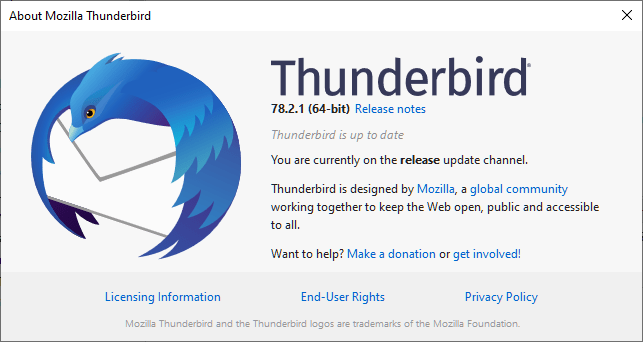 About Mozilla Thunderbird
Thunderbird®
78.2.1 (64-bit) Release notes
Thunderbird is up to date
You are currently on the release update channel.
Thunderbird is designed by Mozilla, a global community
working together to keep the Web open, public and accessible
to all.
Want to help? Make a donation or get involved!
Licensing Information End-User Rights Privacy Policy
Mozilla Thunderbird and the Thunderbird logos are trademarks of the Mozilla Foundation.